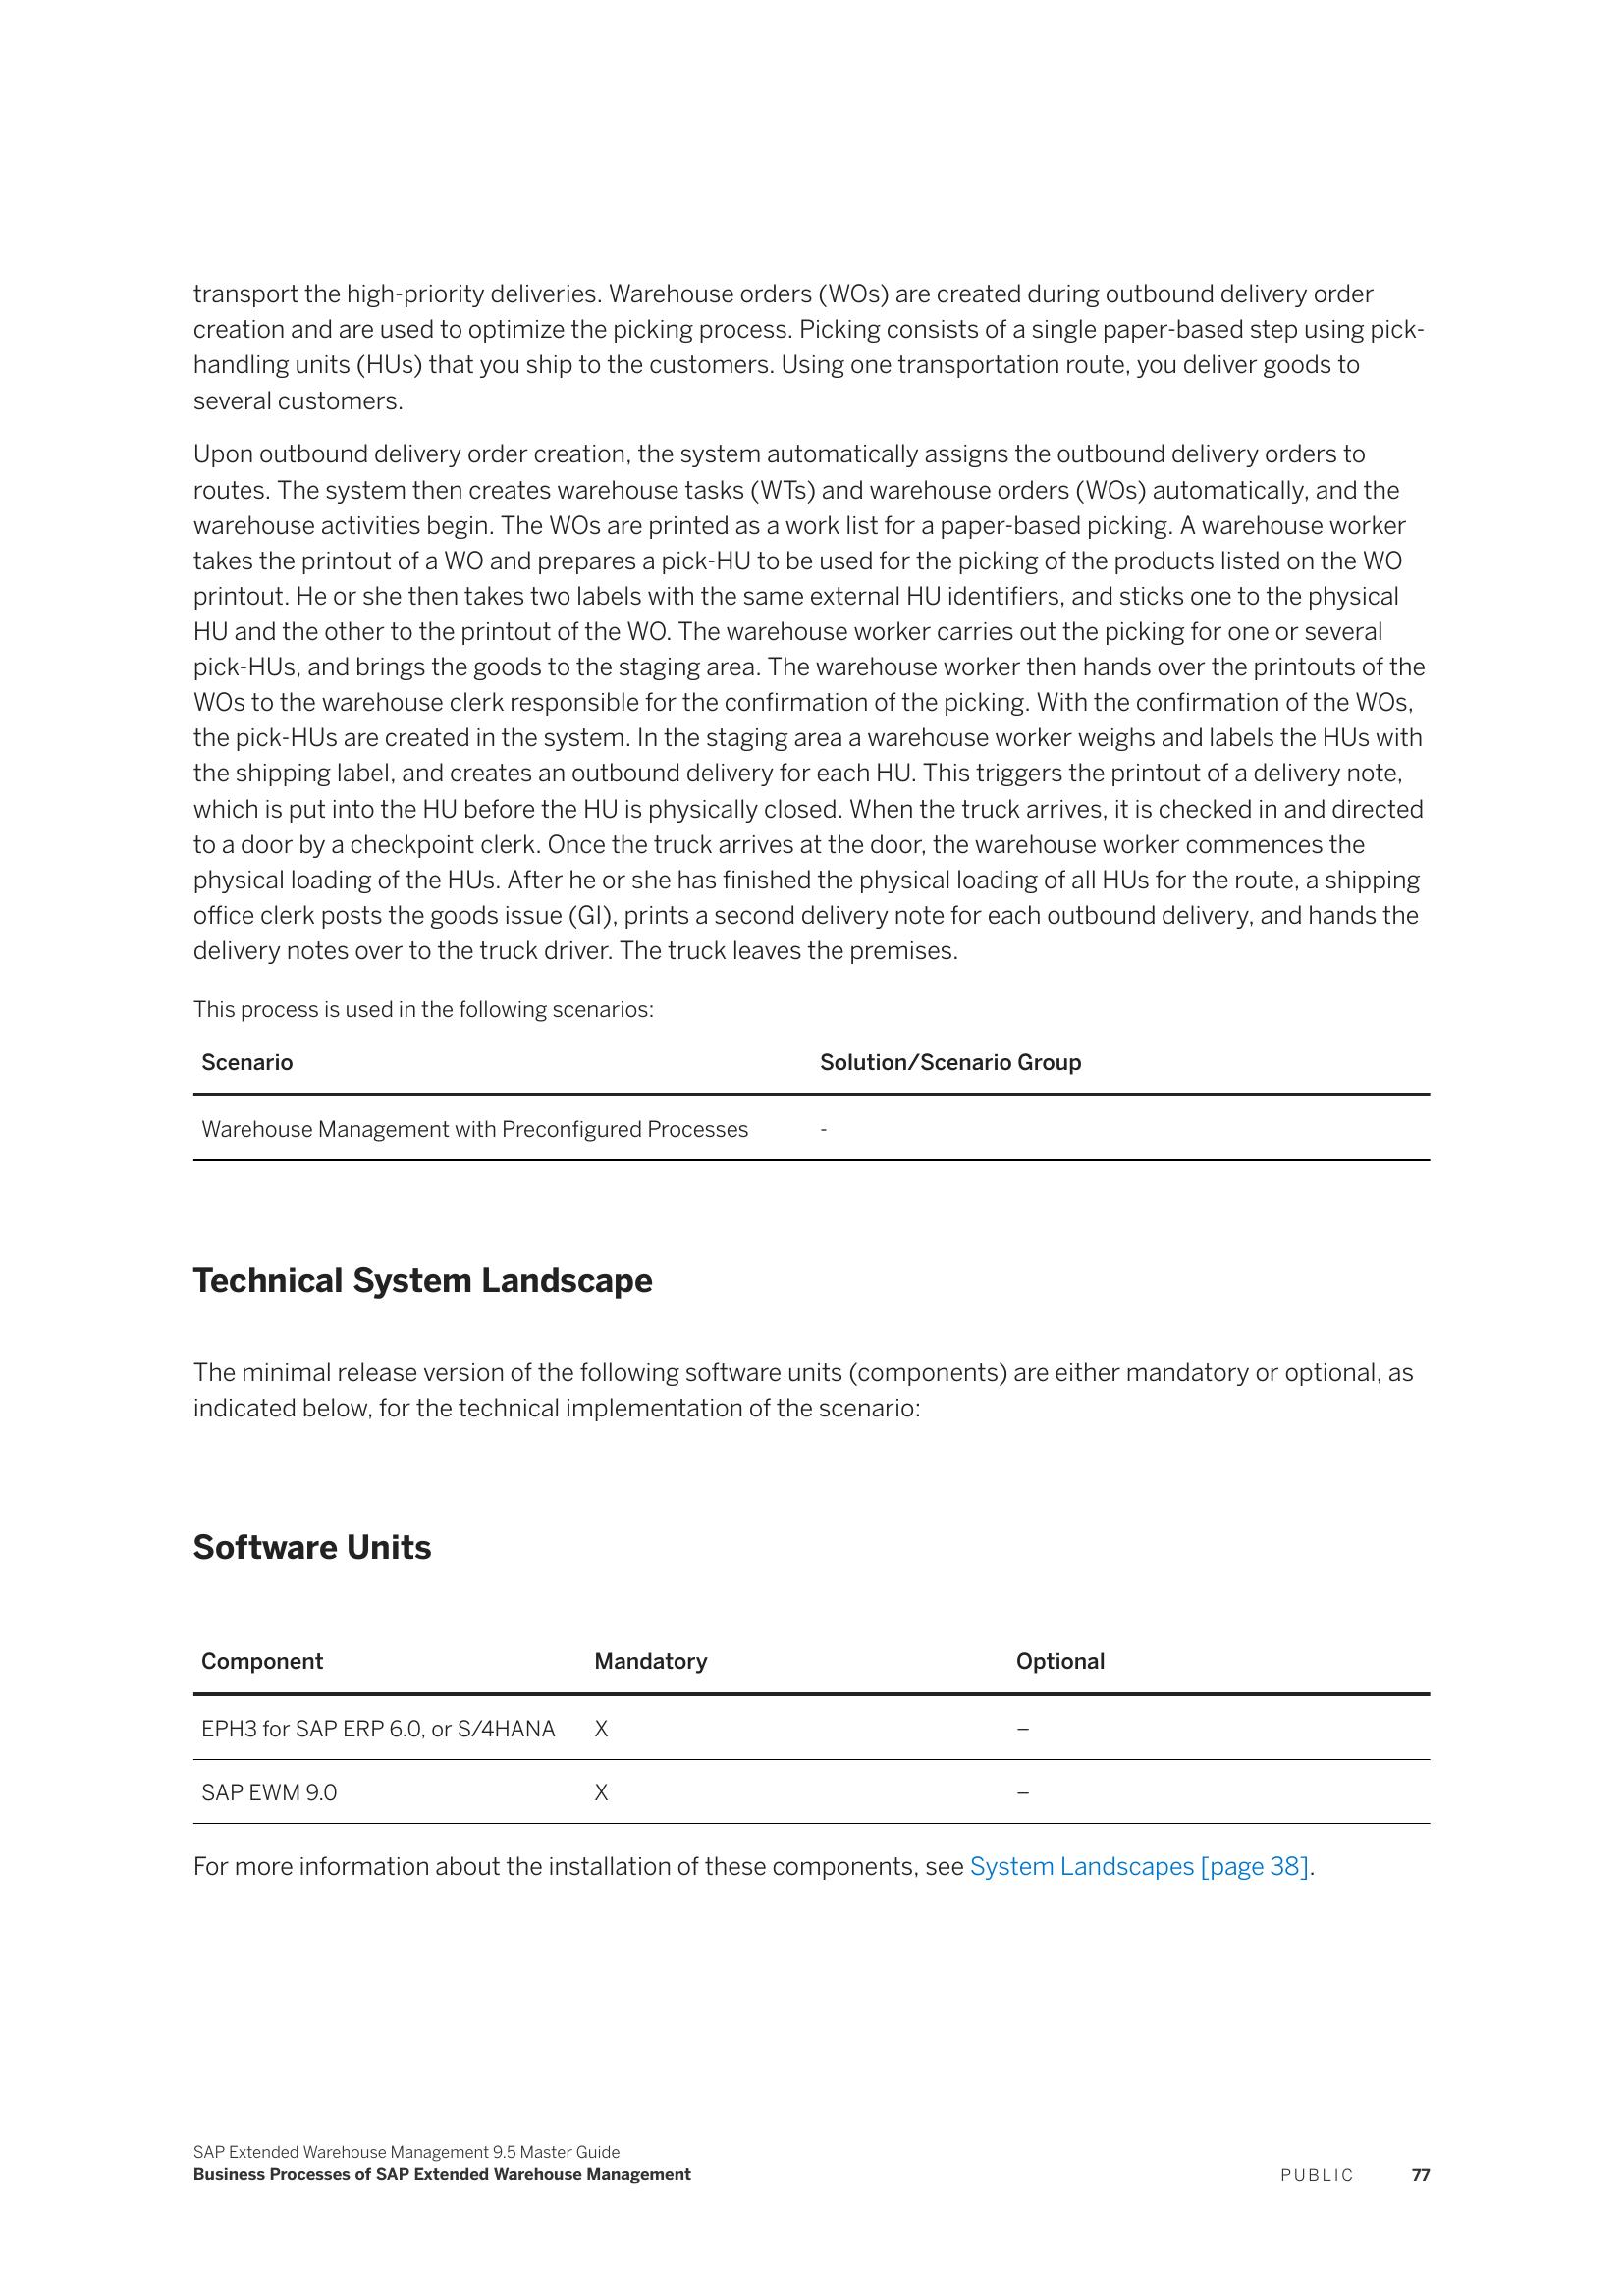 transport the high-priority deliveries. Warehouse orders (WOs) are created during outbound delivery order
creation and are used to optimize the picking process. Picking consists of a single paper-based step using pick-
handling units (HUs) that you ship to the customers. Using one transportation route, you deliver goods to
several customers.
Upon outbound delivery order creation, the system automatically assigns the outbound delivery orders to
routes. The system then creates warehouse tasks (WTs) and warehouse orders (WOs) automatically, and the
warehouse activities begin. The WOs are printed as a work list for a paper-based picking. A warehouse worker
takes the printout of a WO and prepares a pick-HU to be used for the picking of the products listed on the WO
printout. He or she then takes two labels with the same external HU identifiers, and sticks one to the physical
HU and the other to the printout of the WO. The warehouse worker carries out the picking for one or several
pick-HUs, and brings the goods to the staging area. The warehouse worker then hands over the printouts of the
WOs to the warehouse clerk responsible for the confirmation of the picking. With the confirmation of the WOs,
the pick-HUs are created in the system. In the staging area a warehouse worker weighs and labels the HUs with
the shipping label, and creates an outbound delivery for each HU. This triggers the printout of a delivery note,
which is put into the HU before the HU is physically closed. When the truck arrives, it is checked in and directed
to a door by a checkpoint clerk. Once the truck arrives at the door, the warehouse worker commences the
physical loading of the HUs. After he or she has finished the physical loading of all HUs for the route, a shipping
office clerk posts the goods issue (GI), prints a second delivery note for each outbound delivery, and hands the
delivery notes over to the truck driver. The truck leaves the premises.
This process is used in the following scenarios:
Scenario Solution/Scenario Group
Warehouse Management with Preconfigured Processes -
Technical System Landscape
The minimal release version of the following software units (components) are either mandatory or optional, as
indicated below, for the technical implementation of the scenario:
Software Units
Component Mandatory Optional
EPH3 for SAP ERP 6.0, or S/4HANA X –
SAP EWM 9.0 X –
For more information about the installation of these components, see System Landscapes [page 38].
SAP Extended Warehouse Management 9.5 Master Guide
Business Processes of SAP Extended Warehouse Management PUBLIC 77